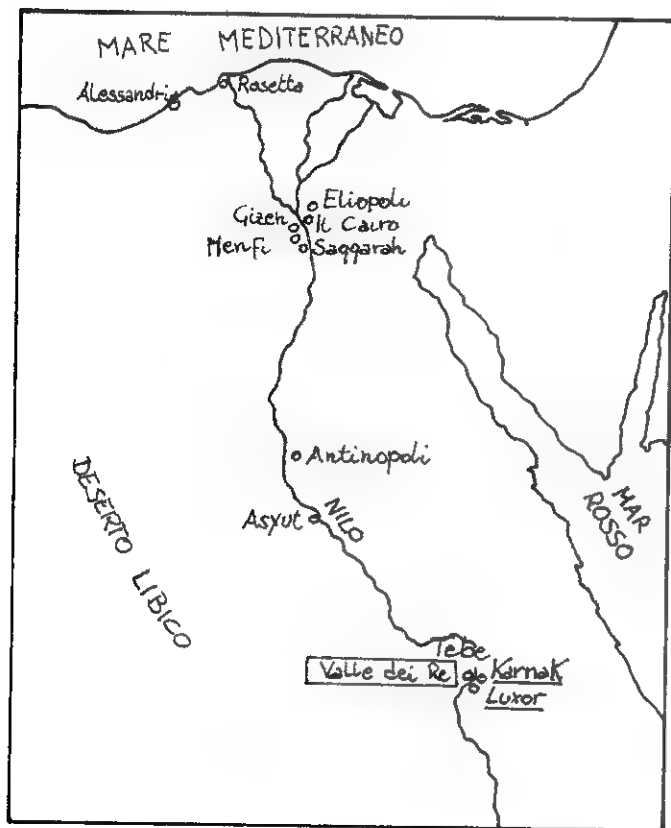 MARE MEDITERRANEO
Alessandria
Rosetta
Eliopoli
Gizeh
Il Cairo
Menfi
Saqqarah
Antinopoli
Asyut
NILO
DESERTO LIBICO
MAR
ROSSO
Tebe
Valle dei Re
Karnak
Luxor